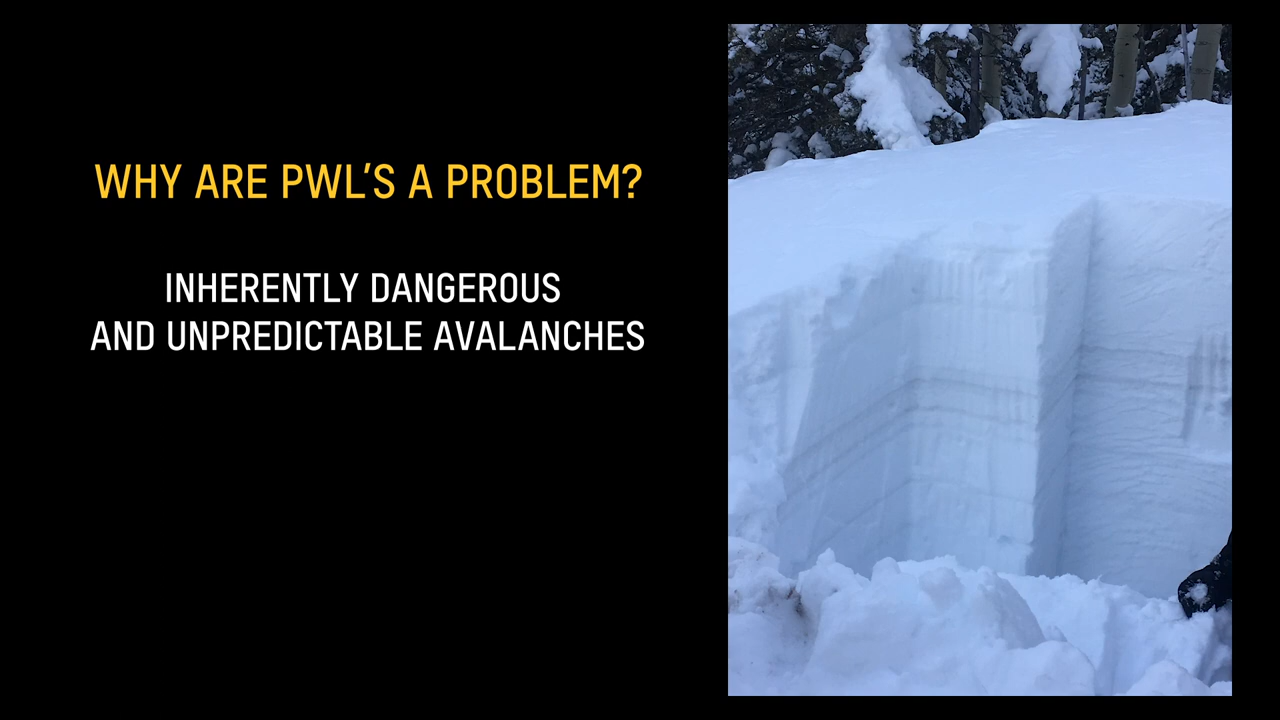 WHY ARE PWL'S A PROBLEM?
INHERENTLY DANGEROUS
AND UNPREDICTABLE AVALANCHES